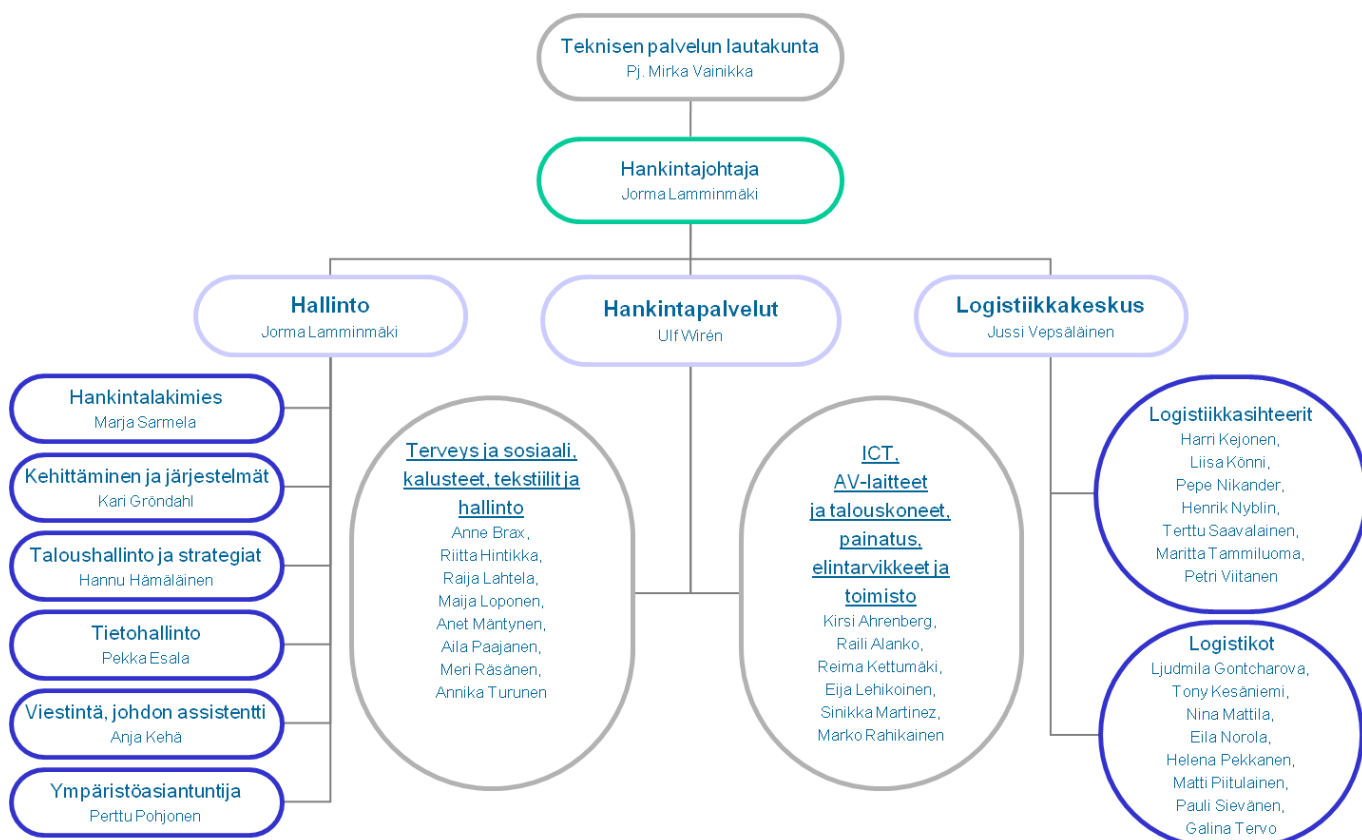 Teknisen palvelun lautakunta
Pj. Mirka Vainikka
Hankintajohtaja
Jorma Lamminmäki
Hallinto
Jorma Lamminmäki
Hankintapalvelut
Ulf Wirén
Logistiikkakeskus
Jussi Vepsäläinen
Hankintalakimies
Marja Sarmela
Kehittäminen ja järjestelmät
Kari Gröndahl
Taloushallinto ja strategiat
Hannu Hämäläinen
Tietohallinto
Pekka Esala
Viestintä, johdon assistentti
Anja Kehä
Ympäristöasiantuntija
Perttu Pohjonen
Terveys ja sosiaali,
kalusteet, tekstiilit ja
hallinto
Anne Brax,
Riitta Hintikka,
Raija Lahtela,
Maija Loponen,
Anet Mäntynen,
Aila Paajanen,
Meri Räsänen,
Annika Turunen
ICT,
AV-laitteet
ja talouskoneet,
painatus,
elintarvikkeet ja
toimisto
Kirsi Ahrenberg,
Raili Alanko,
Reima Kettumäki,
Eija Lehikoinen,
Sinikka Martinez,
Marko Rahikainen
Logistiikkasihteerit
Harri Kejonen,
Liisa Könni,
Pepe Nikander,
Henrik Nyblin,
Terttu Saavalainen,
Maritta Tammiluoma,
Petri Viitanen
Logistikot
Ljudmila Gontcharova,
Tony Kesäniemi,
Nina Mattila,
Eila Norola,
Helena Pekkanen,
Matti Piitulainen,
Pauli Sievänen,
Galina Tervo